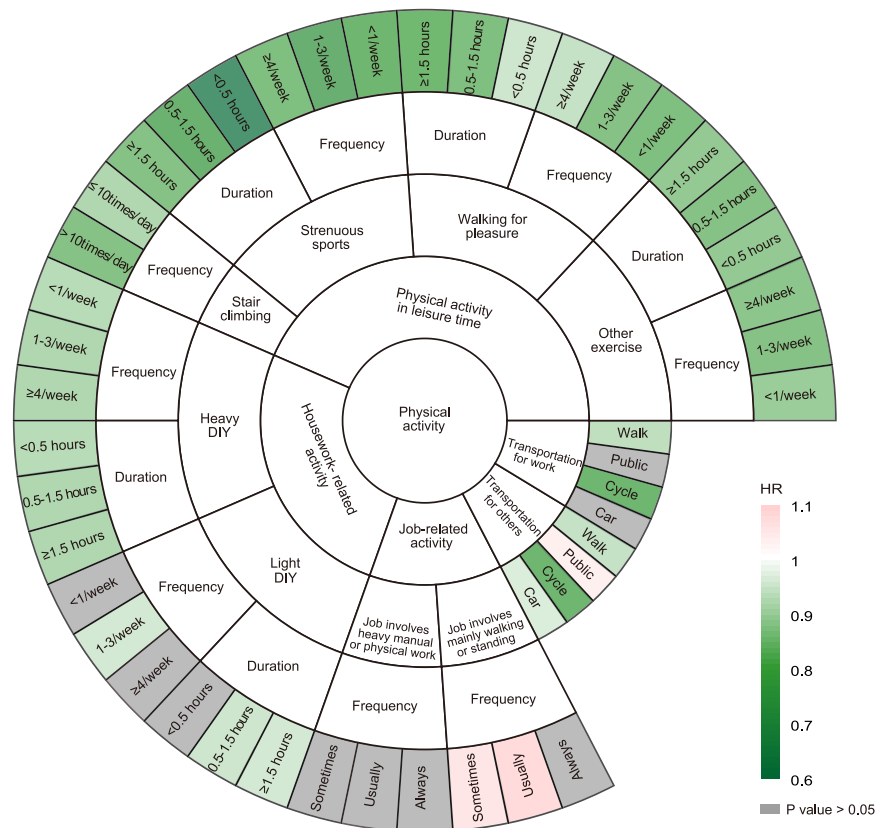 Physical
activity
Physical activity
in leisure time
Housework- related
activity
Job-related
activity
Transportation
for others
Transportation
for work
Other
exercise
Walking for
pleasure
Strenuous
sports
Stair
climbing
Heavy
DIY
Light
DIY
Job involves
heavy manual
or physical work
Job involves
mainly walking
or standing
Frequency
<1/week
1-3/week
≥4/week
Duration
<0.5 hours
0.5-1.5 hours
≥1.5 hours
Frequency
<1/week
1-3/week
≥4/week
Duration
<0.5 hours
0.5-1.5 hours
≥1.5 hours
Frequency
<1/week
1-3/week
≥4/week
Duration
<0.5 hours
0.5-1.5 hours
≥1.5 hours
Frequency
≤10times/day
>10times/day
Frequency
<1/week
1-3/week
≥4/week
Duration
<0.5 hours
0.5-1.5 hours
≥1.5 hours
Frequency
<1/week
1-3/week
≥4/week
Duration
<0.5 hours
0.5-1.5 hours
≥1.5 hours
Frequency
Sometimes
Usually
Always
Frequency
Sometimes
Usually
Always
Car
Cycle
Public
Walk
Car
Cycle
Public
Walk
HR
1.1
1
0.9
0.8
0.7
0.6
P value > 0.05